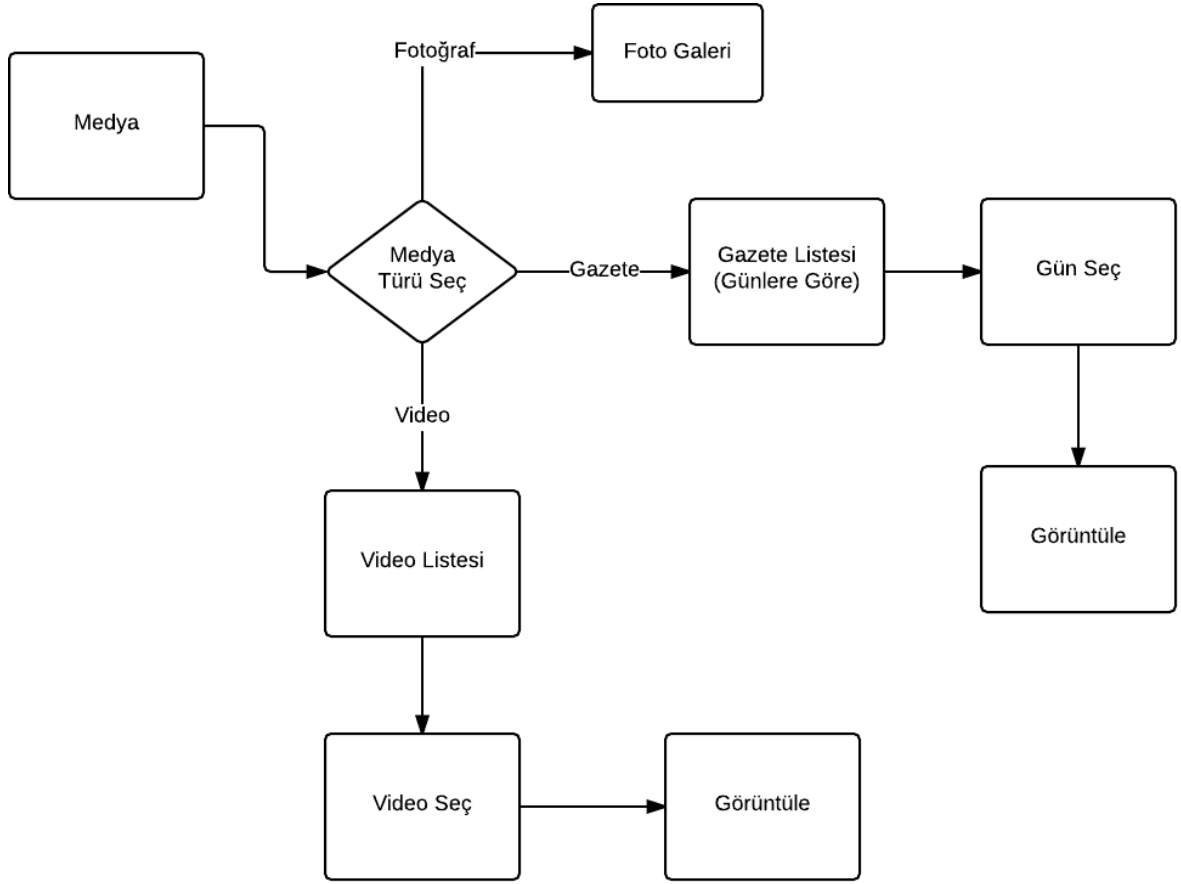 Fotoğraf
Foto Galeri
Medya
Medya
Türü Seç
Gazete
Gazete Listesi
(Günlere Göre)
Gün Seç
Video
Görüntüle
Video Listesi
Video Seç
Görüntüle